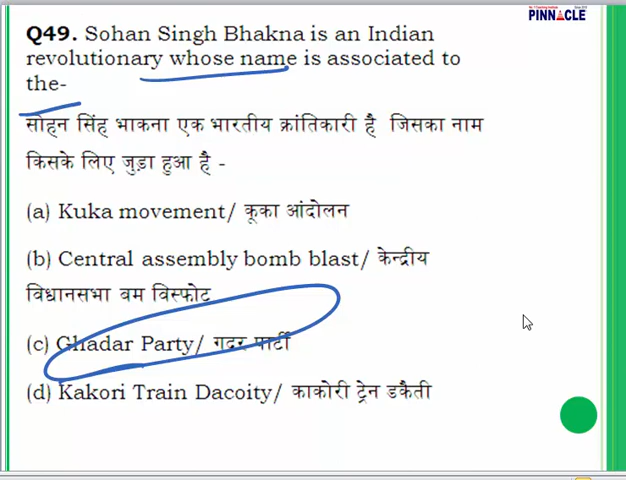 PINNACLE
Q49. Sohan Singh Bhakna is an Indian
revolutionary whose name is associated to
the-
सोहन सिंह भाकना एक भारतीय क्रांतिकारी है जिसका नाम
किसके लिए जुड़ा हुआ है -
(a) Kuka movement/ कूका आंदोलन
(b) Central assembly bomb blast/ केन्द्रीय
विधानसभा बम विस्फोट
(c) Ghadar Party/ गदर पार्टी
(d) Kakori Train Dacoity/ काकोरी ट्रेन डकैती